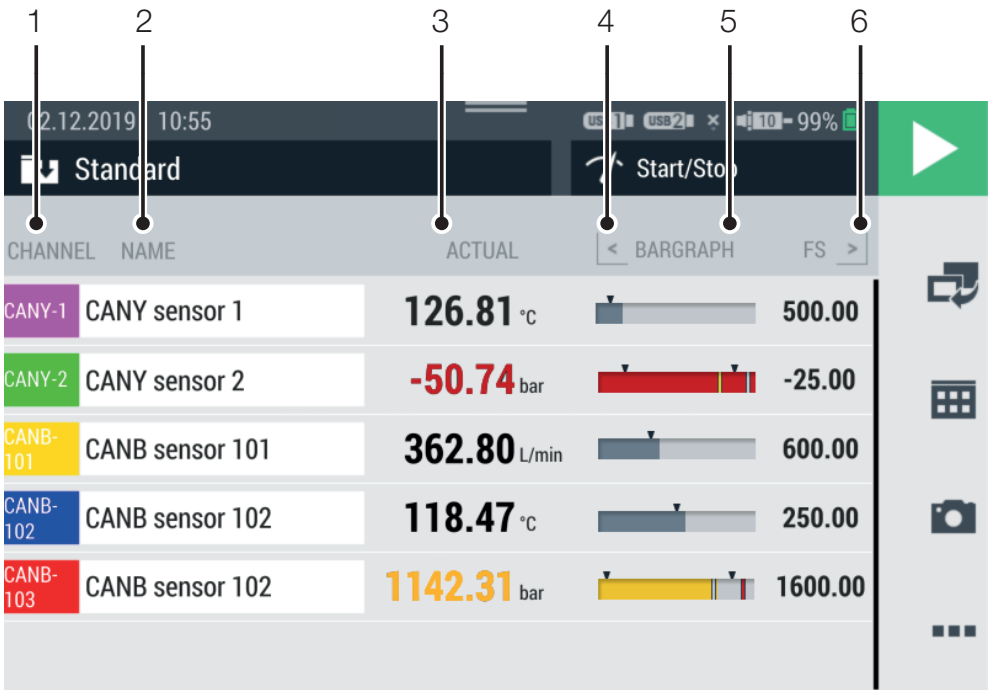 1 2 3 4 5 6
02.12.2019 10:55 USB1 USB2 10 99%
Standard Start/Stop
CHANNEL NAME ACTUAL < BARGRAPH FS >
CANY-1 CANY sensor 1 126.81 °C 500.00
CANY-2 CANY sensor 2 -50.74 bar -25.00
CANB-
101 CANB sensor 101 362.80 L/min 600.00
CANB-
102 CANB sensor 102 118.47 °C 250.00
CANB-
103 CANB sensor 102 1142.31 bar 1600.00